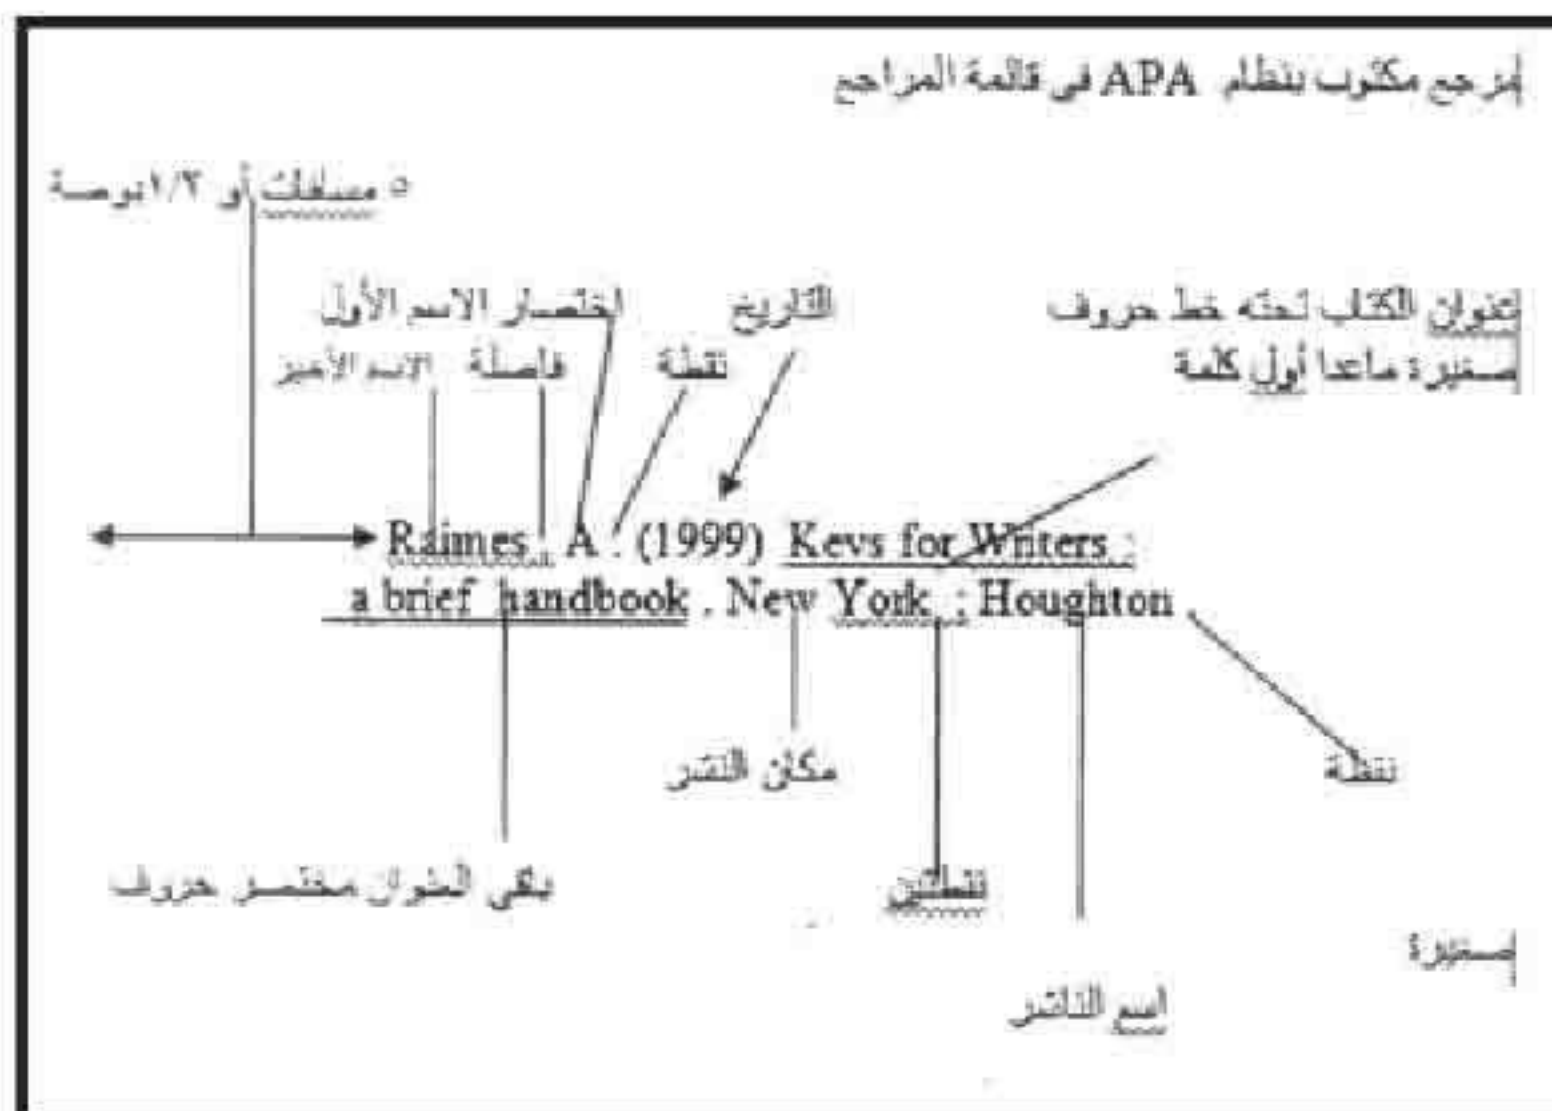 مرجع مكتوب بنظام APA في قائمة المراجع
٥ مسافات أو ١/٢ بوصة
اختصار الاسم الأول
التاريخ
عنوان الكتاب تحته خط حروف
صغيرة ماعدا أول كلمة
الاسم الأخير
فاصلة
نقطة
Raimes , A . (1999) Keys for Writers :
a brief handbook . New York : Houghton .
مكان النشر
نقطة
باقي العنوان مختصر حروف
نقطتين
صغيرة
اسم الناشر